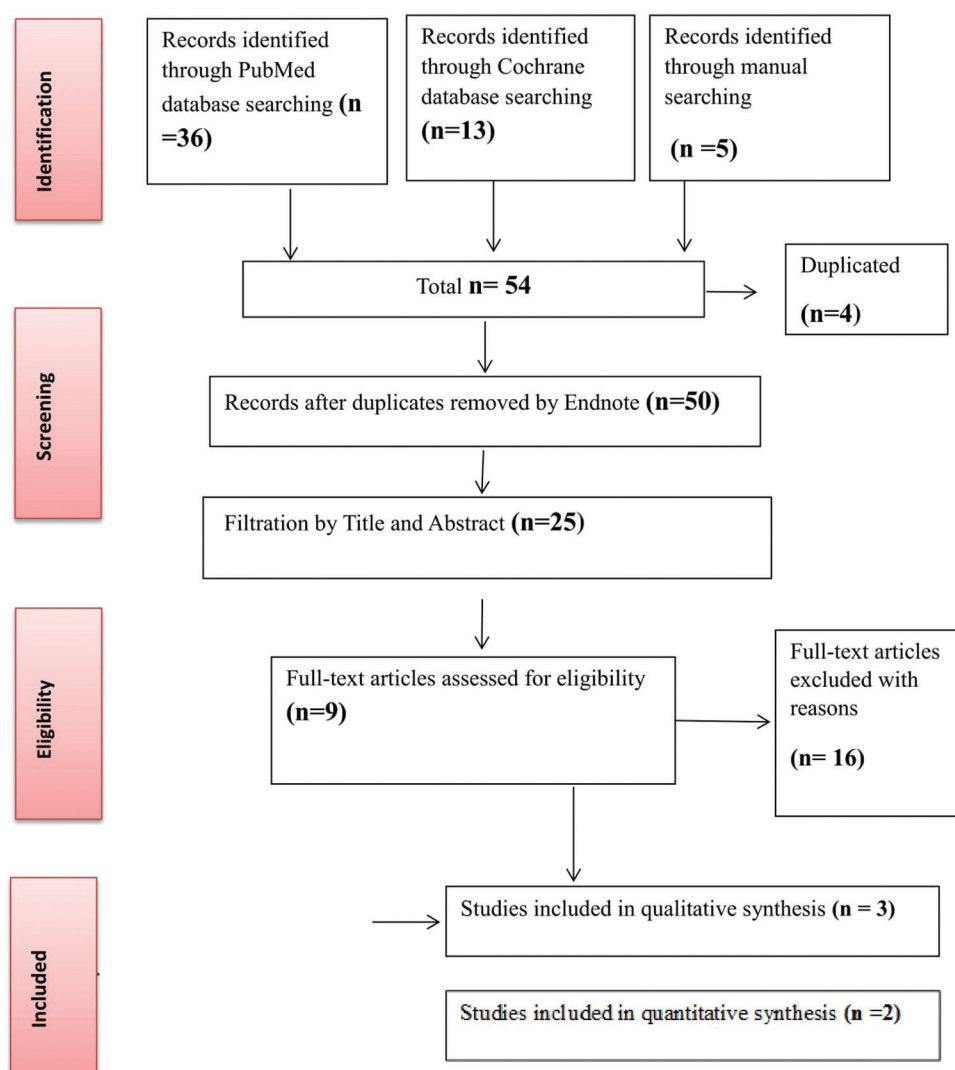 Identification
Records identified
through PubMed
database searching (n
=36)
Records identified
through Cochrane
database searching
(n=13)
Records identified
through manual
searching
(n =5)
Total n= 54
Duplicated
(n=4)
Screening
Records after duplicates removed by Endnote (n=50)
Filtration by Title and Abstract (n=25)
Eligibility
Full-text articles assessed for eligibility
(n=9)
Full-text articles
excluded with
reasons
(n= 16)
Included
Studies included in qualitative synthesis (n = 3)
Studies included in quantitative synthesis (n =2)